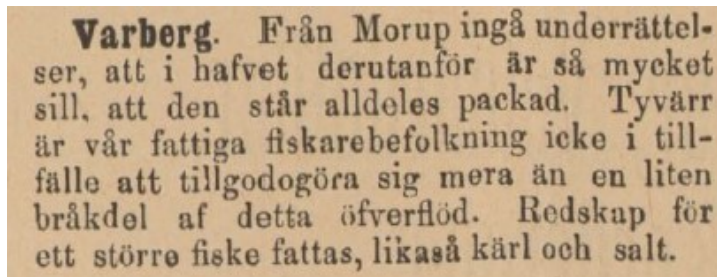 Varberg. Från Morup ingå underrättel-
ser, att i hafvet derutanför är så mycket
sill, att den står alldeles packad. Tyvärr
är vår fattiga fiskarebefolkning icke i till-
fälle att tillgodogöra sig mera än en liten
bråkdel af detta öfverflöd. Redskap för
ett större fiske fattas, likaså kärl och salt.